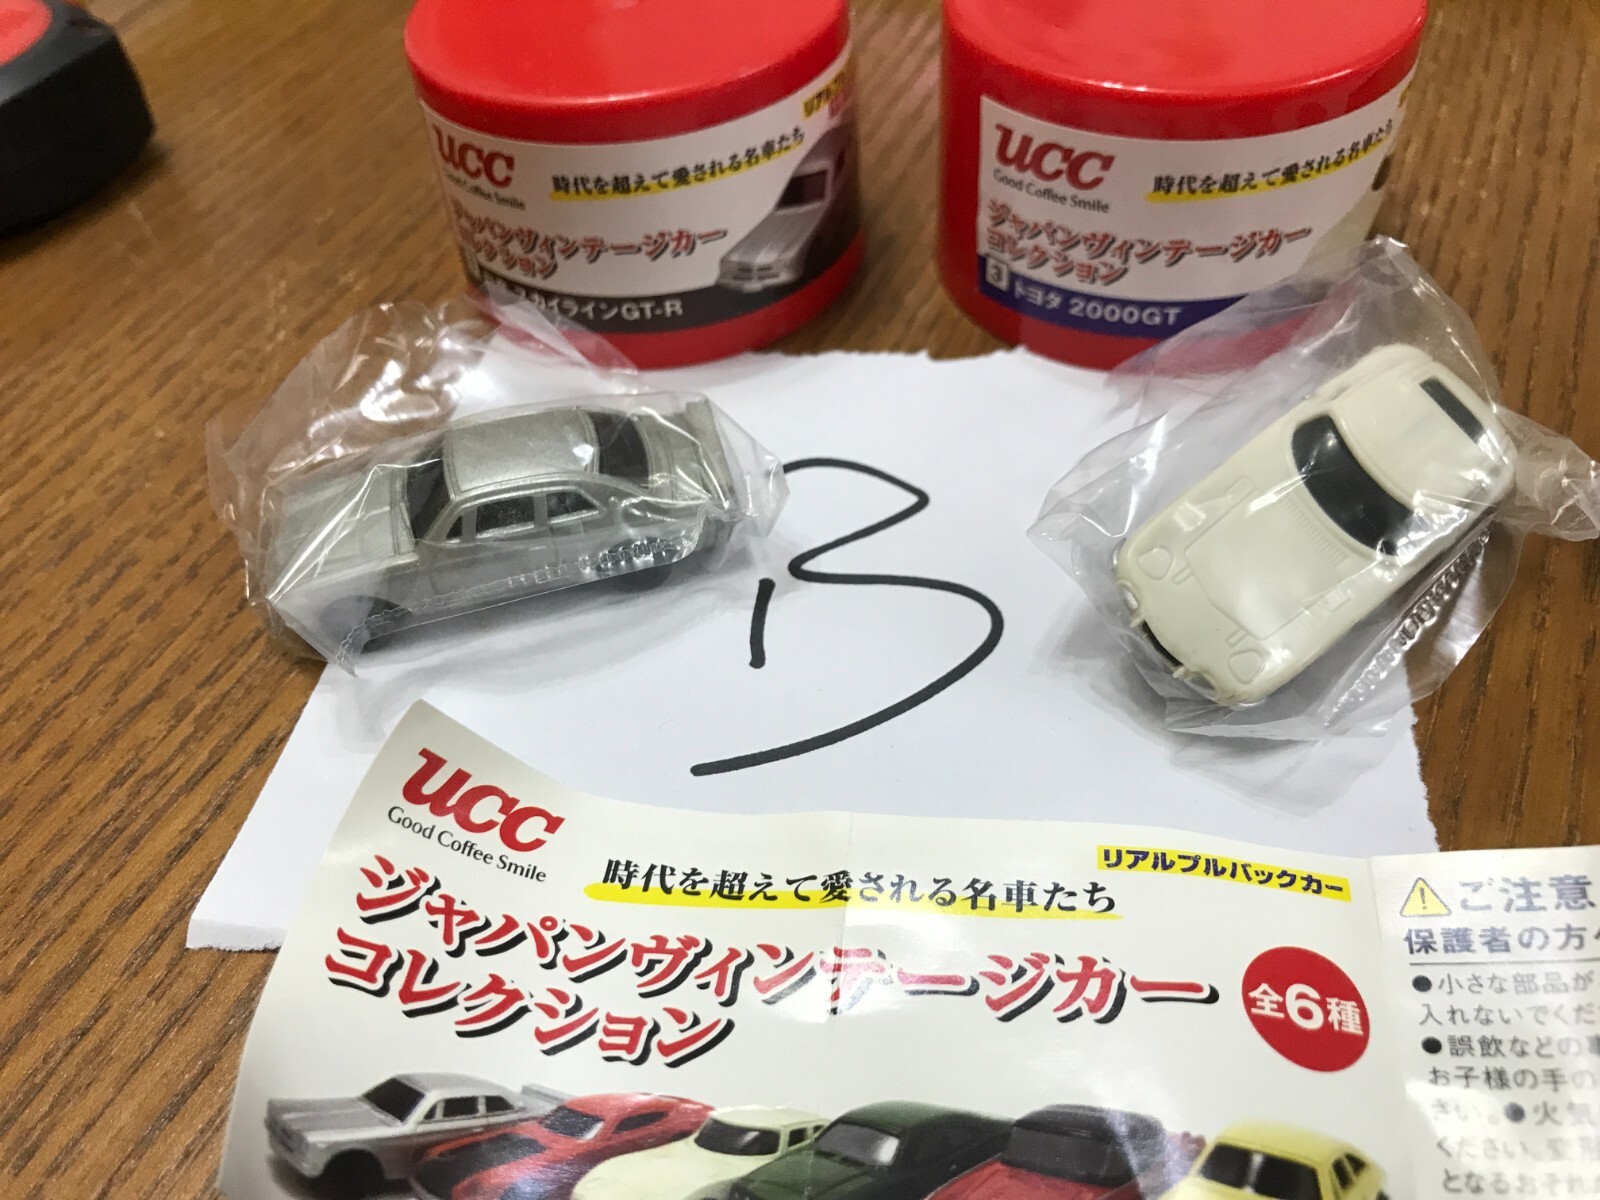 ucc
Good Coffee Smile
時代を超えて愛される名車たち
ジャパンヴィンテージカー
コレクション
スカイラインGT-R
ucc
Good Coffee Smile
時代を超えて愛される名車たち
ジャパンヴィンテージカー
コレクション
3 トヨタ 2000GT
B
ucc
Good Coffee Smile
時代を超えて愛される名車たち
リアルプルバックカー
ジャパンヴィンテージカー
コレクション
全6種
ご注意
保護者の方へ
●小さな部品が
入れないでくだ
●誤飲などの事
お子様の手の
さい。●火気
ください。変形
となるおそれ